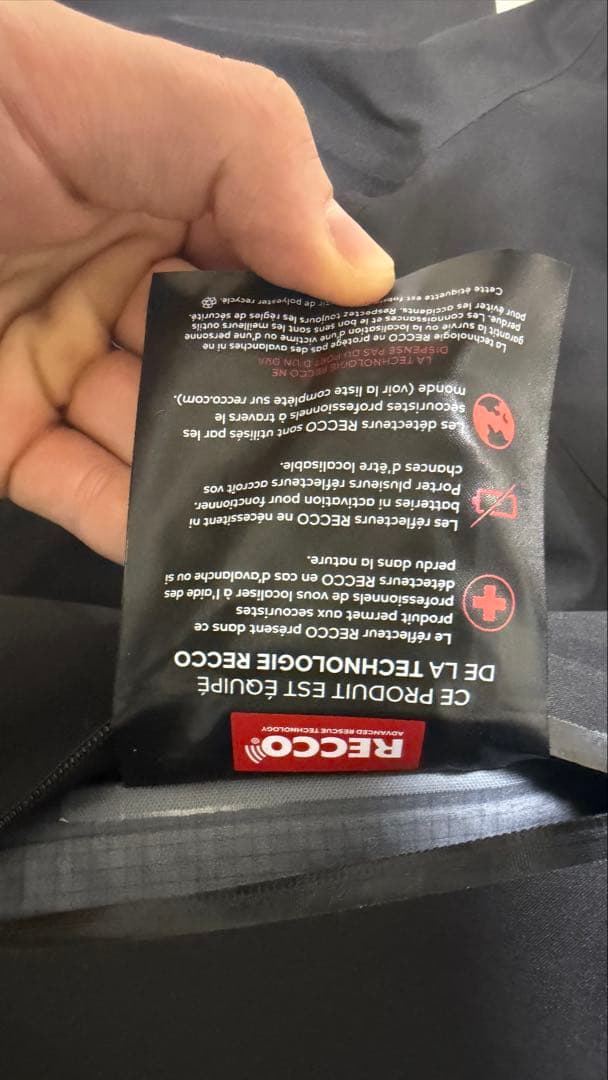 RECCO
ADVANCED RESCUE TECHNOLOGY
CE PRODUIT EST ÉQUIPÉ
DE LA TECHNOLOGIE RECCO
Le réflecteur RECCO présent dans ce
produit permet aux secouristes
professionnels de vous localiser à l'aide des
détecteurs RECCO en cas d'avalanche ou si
perdu dans la nature.
Les réflecteurs RECCO ne nécessitent ni
batteries ni activation pour fonctionner.
Porter plusieurs réflecteurs accroît vos
chances d'être localisable.
Les détecteurs RECCO sont utilisés par les
secouristes professionnels à travers le
monde (voir la liste complète sur recco.com).
LA TECHNOLOGIE RECCO NE
DISPENSE PAS DU PORT D'UN DVA
La technologie RECCO ne protège pas des avalanches ni ne
garantit la survie ou la localisation d'une victime ou d'une personne
perdue. Les connaissances et le bon sens sont les meilleurs outils
pour éviter les accidents. Respectez toujours les règles de sécurité.
Cette étiquette est de polyester recyclé.